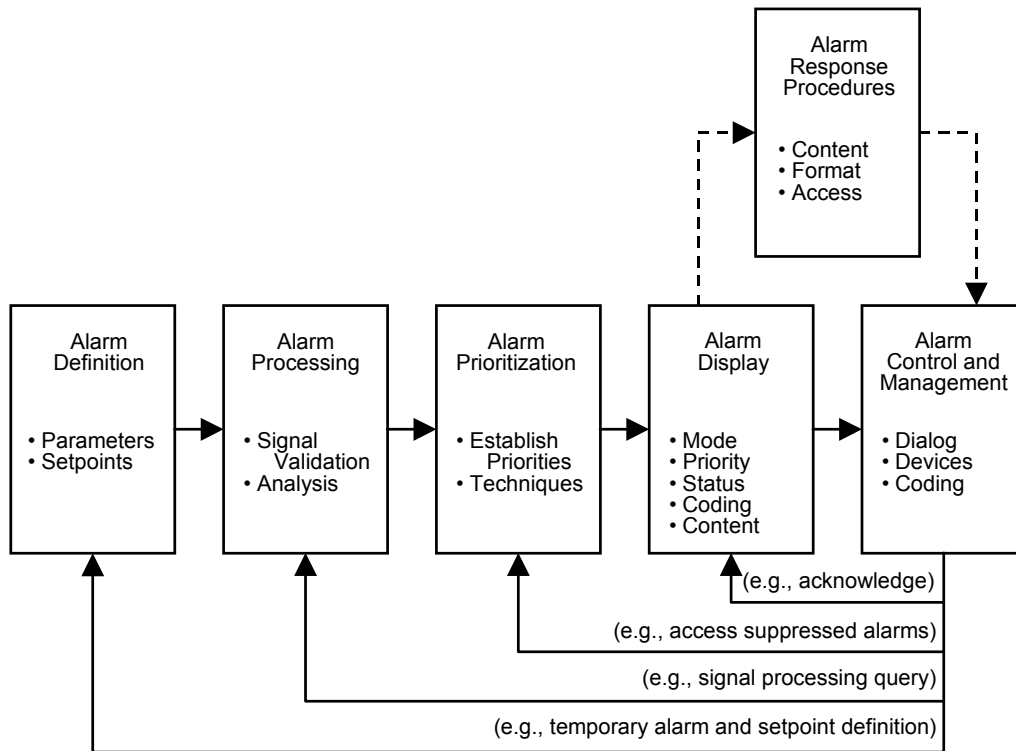 Alarm
Response
Procedures
• Content
• Format
• Access
Alarm
Definition
• Parameters
• Setpoints
Alarm
Processing
• Signal
Validation
• Analysis
Alarm
Prioritization
• Establish
Priorities
• Techniques
Alarm
Display
• Mode
• Priority
• Status
• Coding
• Content
Alarm
Control and
Management
• Dialog
• Devices
• Coding
(e.g., acknowledge)
(e.g., access suppressed alarms)
(e.g., signal processing query)
(e.g., temporary alarm and setpoint definition)